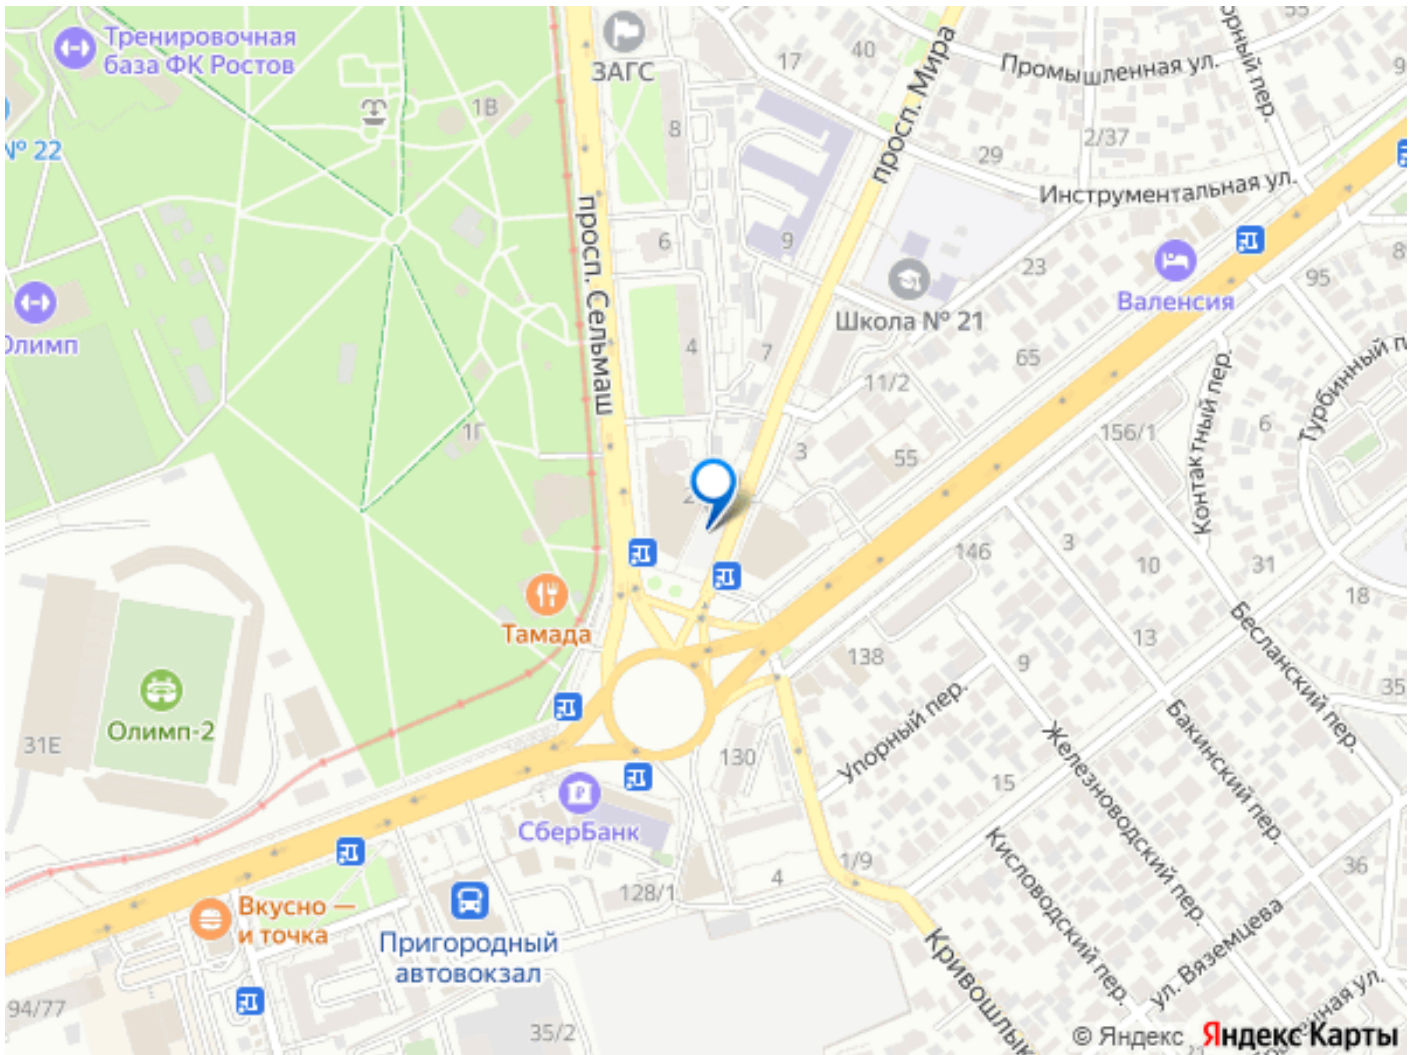 Тренировочная
база ФК Ростов
ЗАГС
17
40
Промышленная ул.
55
1В
8
просп. Мира
2/37
№ 22
29
Инструментальная ул.
просп. Сельмаш
6
9
23
95
Валенсия
Школа № 21
Олимп
4
7
65
11/2
Контактный пер.
6
156/1
1Г
3
55
2
146
3
10
31
18
Тамада
Бесланский пер.
13
138
9
35
Упорный пер.
Бакинский пер.
Олимп-2
31Е
130
Железноводский пер.
15
СберБанк
Кисловодский пер.
1/9
36
4
128/1
Вкусно —
и точка
Пригородный
автовокзал
ул. Вяземцева
94/77
35/2
© Яндекс Яндекс Карты